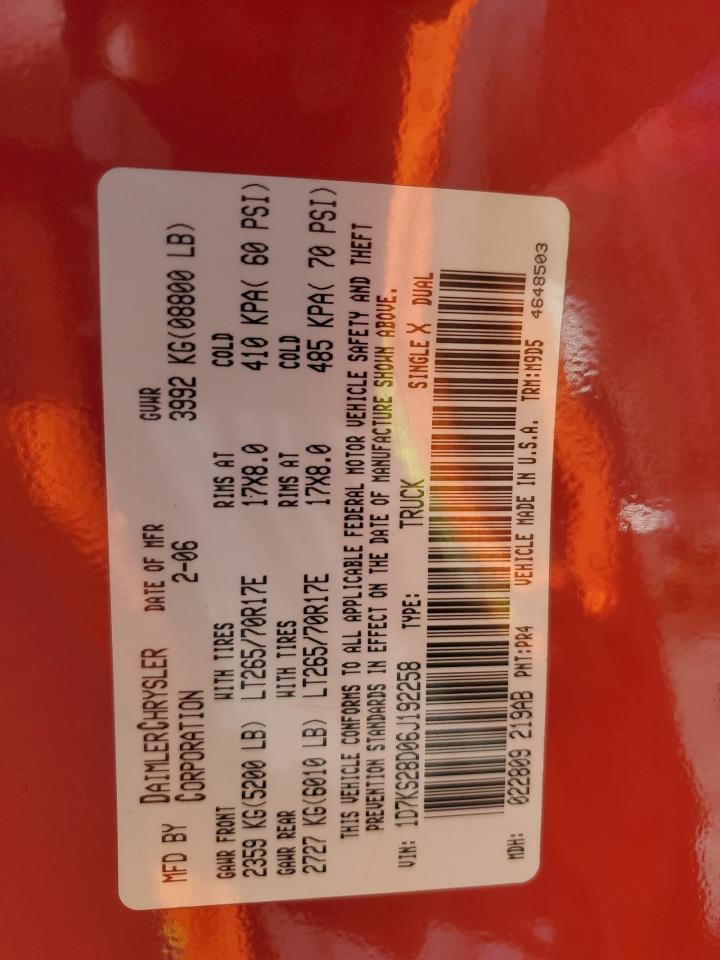 MFD BY DAIMLERCHRYSLER CORPORATION DATE OF MFR 2-06 GVWR 3992 KG(08800 LB)
GAWR FRONT WITH TIRES RIMS AT COLD
2359 KG(5200 LB) LT265/70R17E 17X8.0 410 KPA( 60 PSI)
GAWR REAR WITH TIRES RIMS AT COLD
2727 KG(6010 LB) LT265/70R17E 17X8.0 485 KPA( 70 PSI)
THIS VEHICLE CONFORMS TO ALL APPLICABLE FEDERAL MOTOR VEHICLE SAFETY AND THEFT
PREVENTION STANDARDS IN EFFECT ON THE DATE OF MANUFACTURE SHOWN ABOVE.
VIN: 1D7KS28D06J192258 TYPE: TRUCK SINGLE X DUAL
MDH: 022809 219AB PNT:PR4 VEHICLE MADE IN U.S.A. TRM:M9D5 4648503